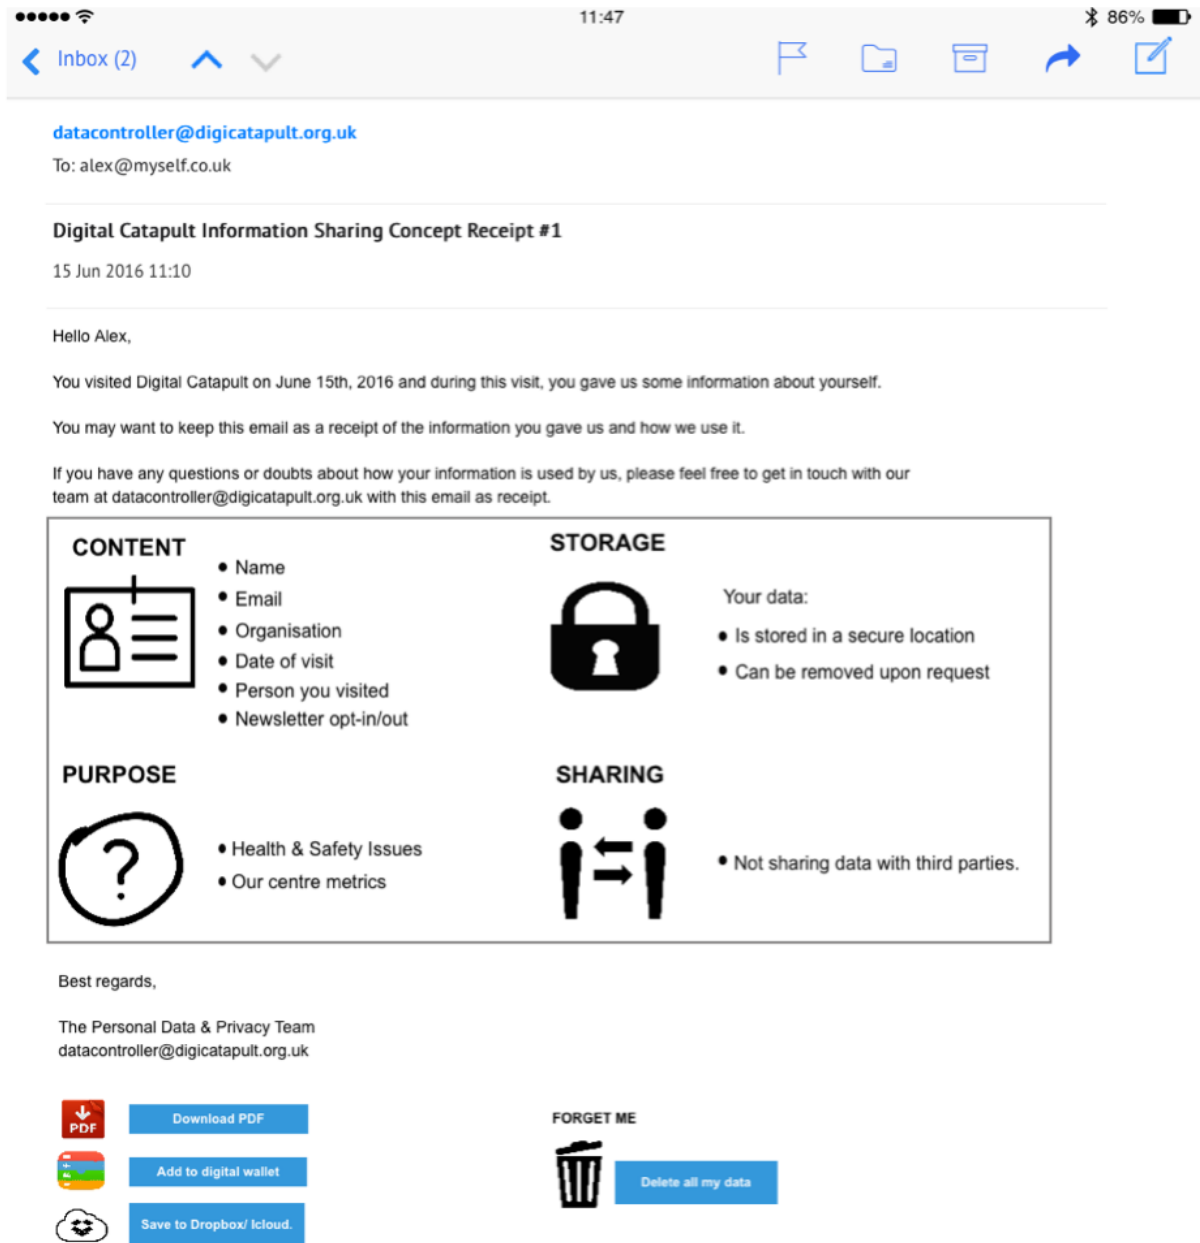 11:47
86%
Inbox (2)
datacontroller@digicatapult.org.uk
To: alex@myself.co.uk
Digital Catapult Information Sharing Concept Receipt #1
15 Jun 2016 11:10
Hello Alex,
You visited Digital Catapult on June 15th, 2016 and during this visit, you gave us some information about yourself.
You may want to keep this email as a receipt of the information you gave us and how we use it.
If you have any questions or doubts about how your information is used by us, please feel free to get in touch with our
team at datacontroller@digicatapult.org.uk with this email as receipt.
CONTENT
• Name
• Email
• Organisation
• Date of visit
• Person you visited
• Newsletter opt-in/out
STORAGE
Your data:
• Is stored in a secure location
• Can be removed upon request
PURPOSE
?
• Health & Safety Issues
• Our centre metrics
SHARING
• Not sharing data with third parties.
Best regards,
The Personal Data & Privacy Team
datacontroller@digicatapult.org.uk
PDF
Download PDF
Add to digital wallet
Save to Dropbox/ Icloud.
FORGET ME
Delete all my data